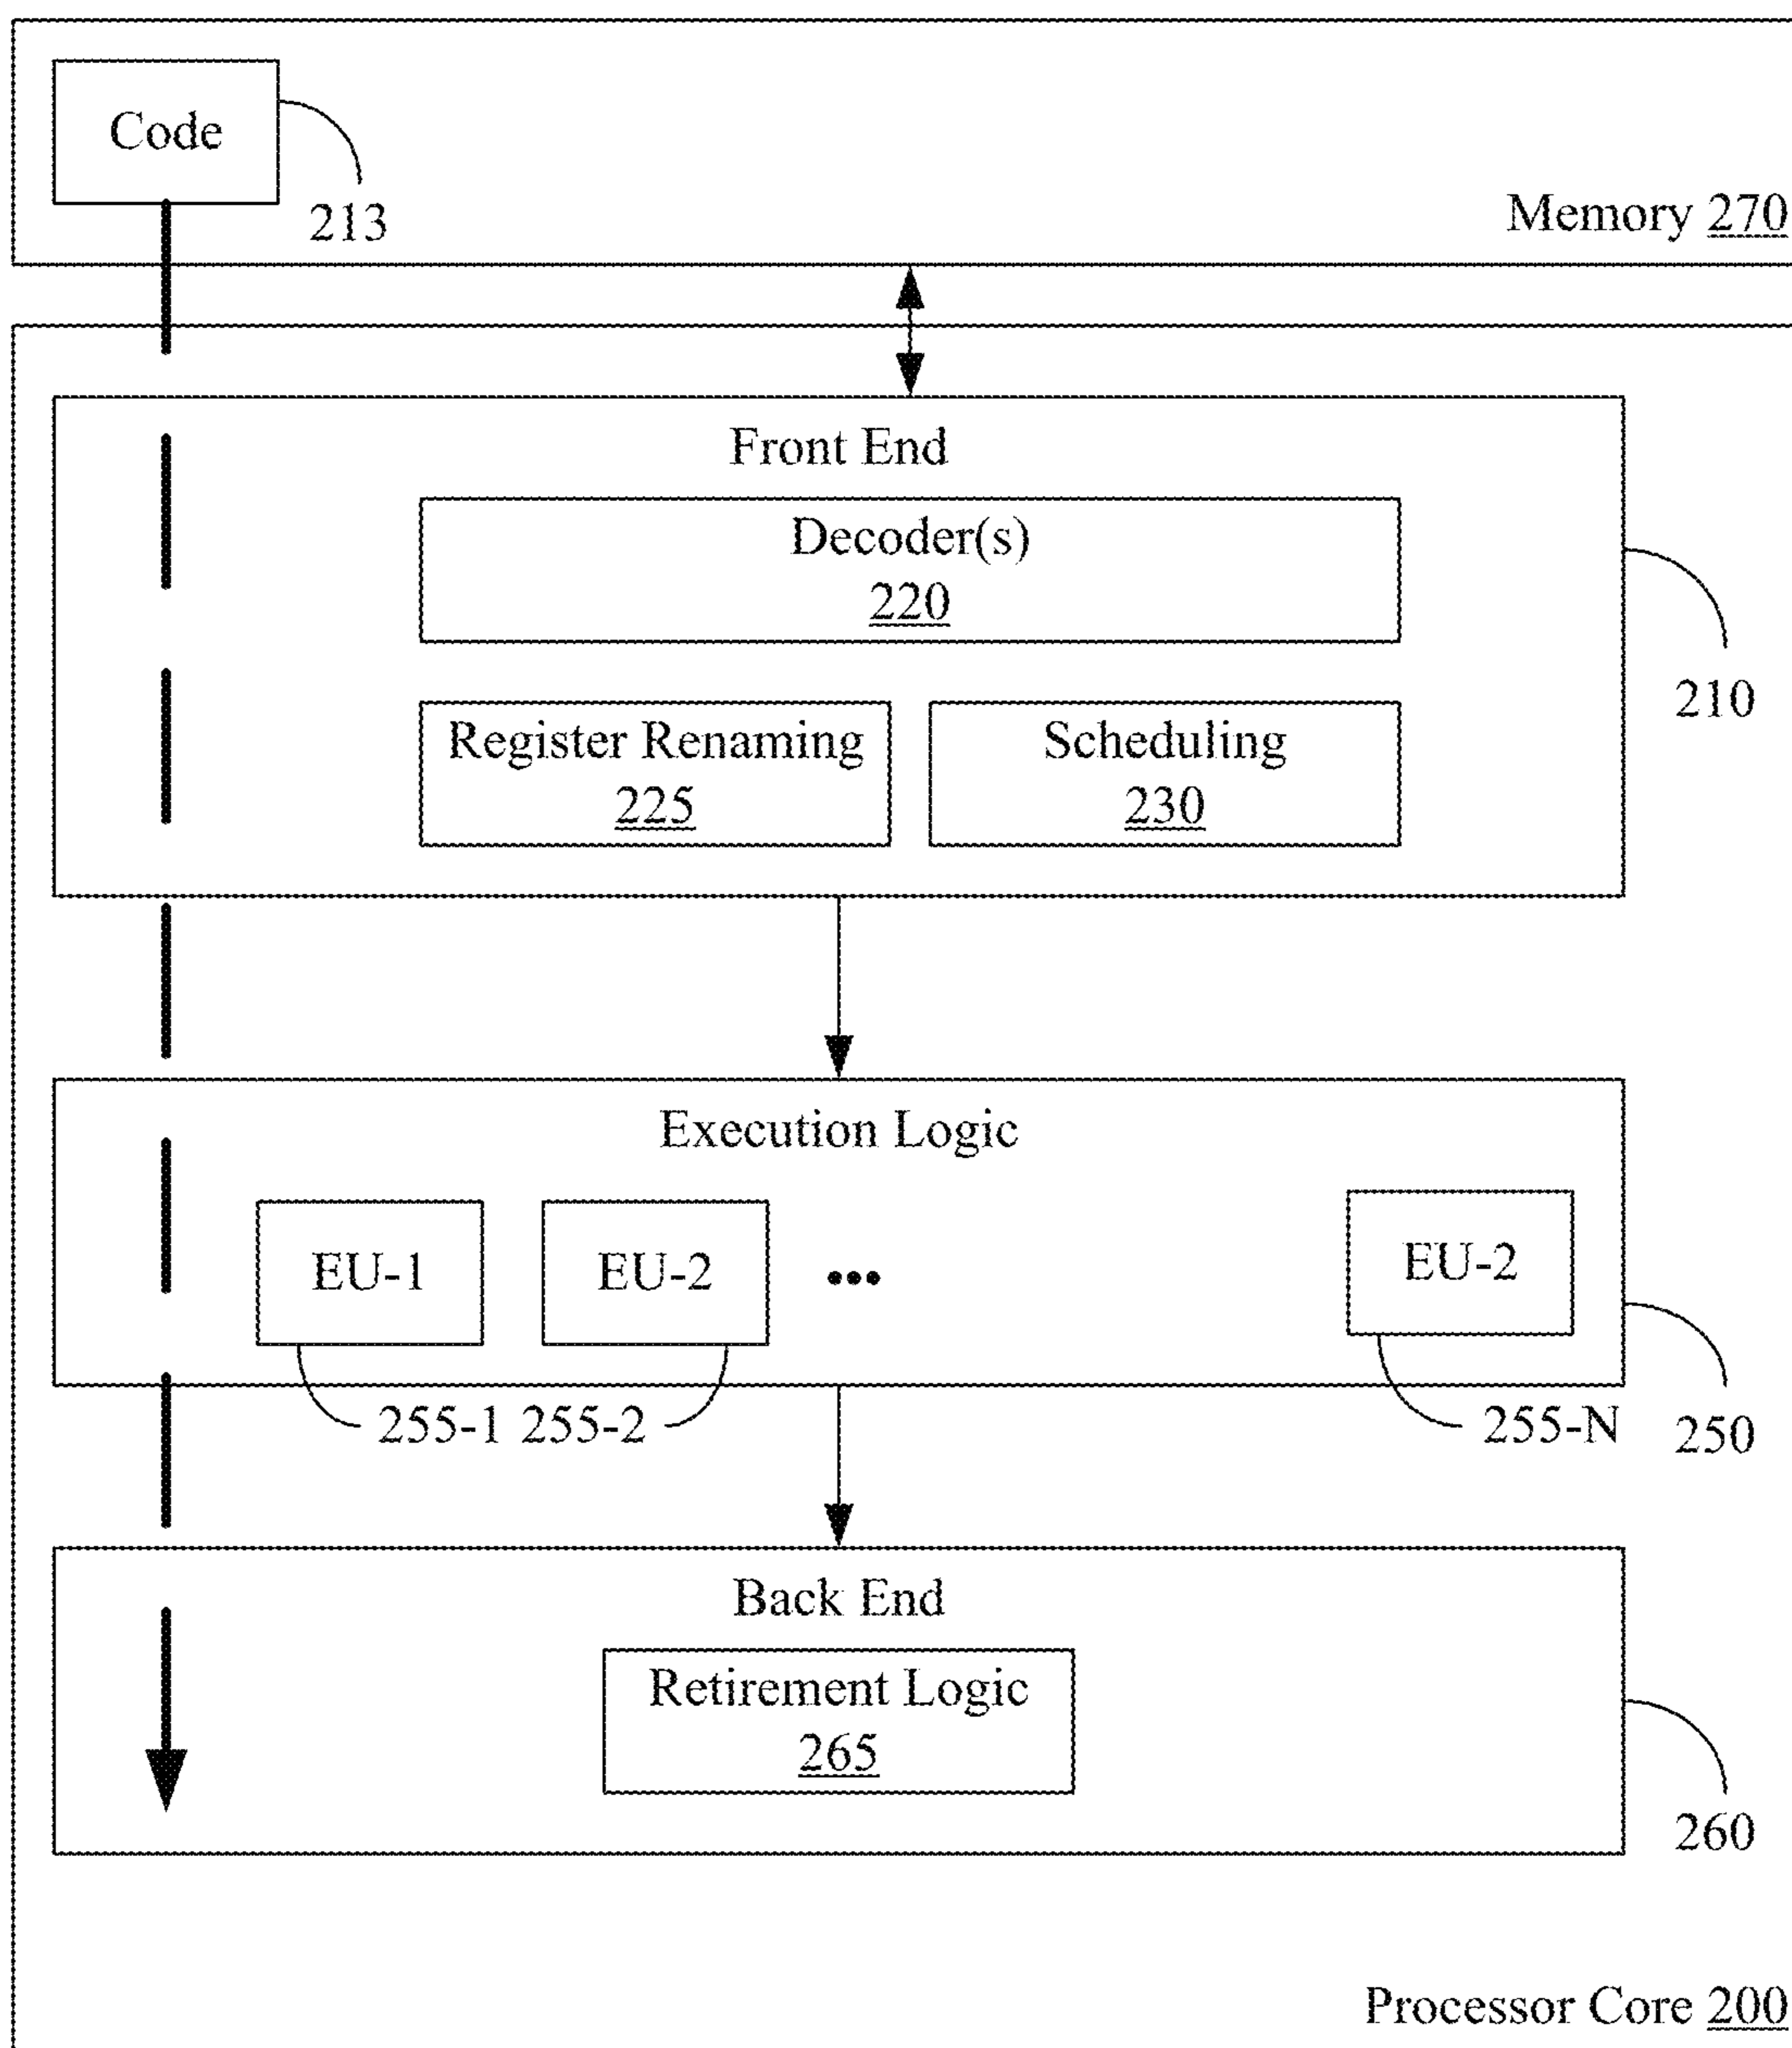 Code
213
Memory 270
Front End
Decoder(s)
220
210
Register Renaming
225
Scheduling
230
Execution Logic
EU-1
EU-2
•••
EU-2
255-1 255-2
255-N
250
Back End
Retirement Logic
265
260
Processor Core 200